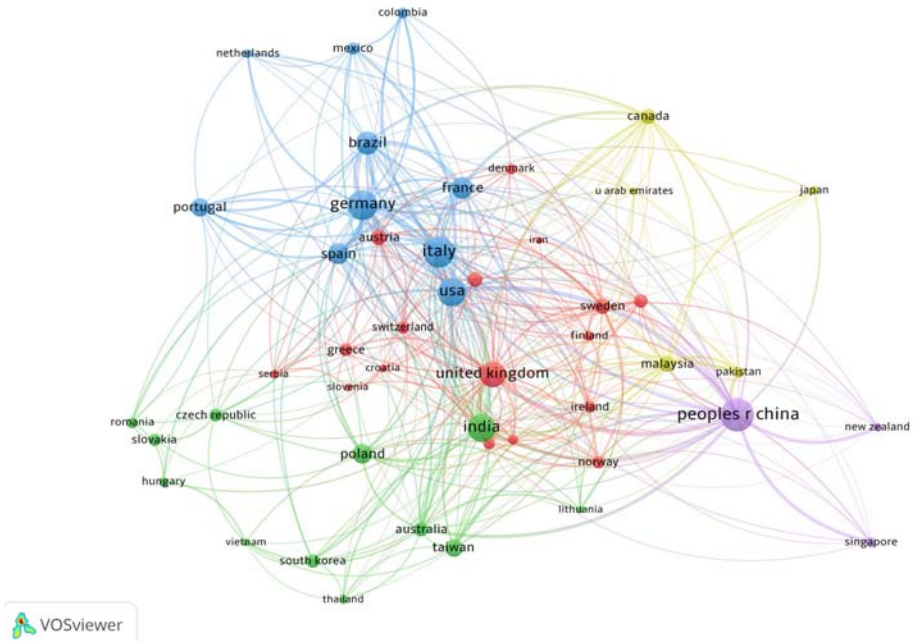 colombia
mexico
netherlands
canada
brazil
denmark
france
u arab emirates
japan
germany
portugal
austria
iran
italy
spain
usa
sweden
switzerland
finland
greece
malaysia
croatia
united kingdom
pakistan
serbia
slovenia
ireland
peoples r china
czech republic
romania
india
new zealand
slovakia
poland
norway
hungary
lithuania
australia
vietnam
taiwan
singapore
south korea
thailand
VOSviewer